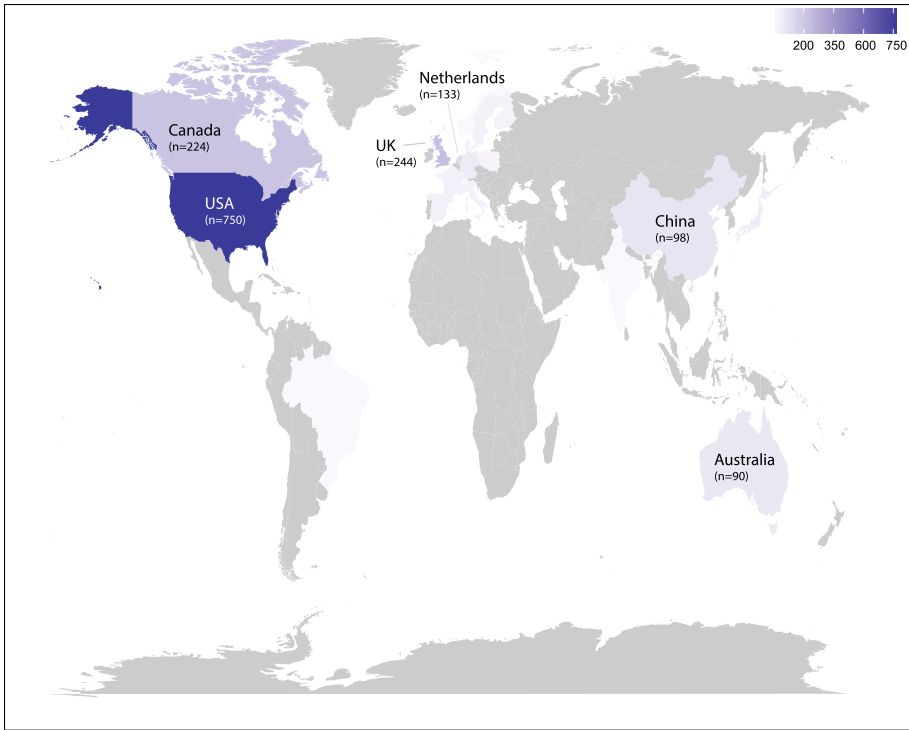 200 350 600 750
Netherlands
(n=133)
Canada
(n=224)
UK
(n=244)
USA
(n=750)
China
(n=98)
Australia
(n=90)